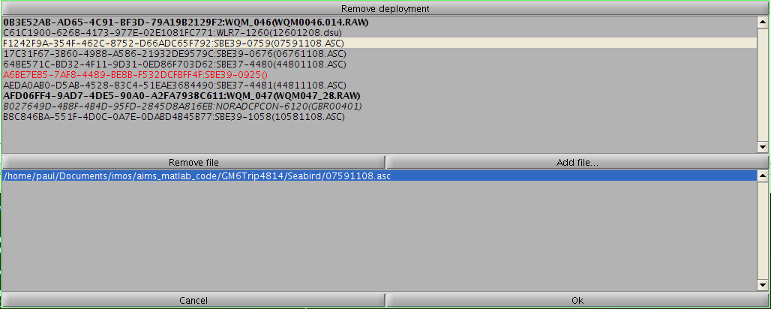 Remove deployment
0B3E52AB-AD65-4C91-BF3D-79A19B2129F2:WQM_046(WQM0046.014.RAW)
C61C1900-6268-4173-977E-02E1081FC771:WLR7-1260(12601108.dsu)
F1242F9A-354F-462C-8752-D66ADC65F792:SBE39-0759(07591108.ASC)
17C31F67-3B60-4988-A586-21932DE9579C:SBE39-0676(06761108.ASC)
648E571C-BD32-4F11-9D31-0ED86F703D62:SBE37-4480(44801108.ASC)
A6BE7E85-7AF8-4489-BE8B-F532DCFBFF4F:SBE39-0925()
AEDA0AB0-D5AB-4528-83C4-51EAE3684490:SBE37-4481(44811108.ASC)
AFD06FF4-9AD7-4DE5-90A0-A2FA7938C611:WQM_047(WQM047_28.RAW)
B027649D-4B8F-4B4D-95FD-2845D8A816EB:NORADCPCON-6120(GBR00401)
B8C846BA-551F-4D0C-0A7E-0DABD4B45B77:SBE39-1058(10581108.ASC)
Remove file
Add file...
/home/paul/Documents/imos/aims_matlab_code/GM6Trip4814/Seabird/07591108.asc
Cancel
Ok